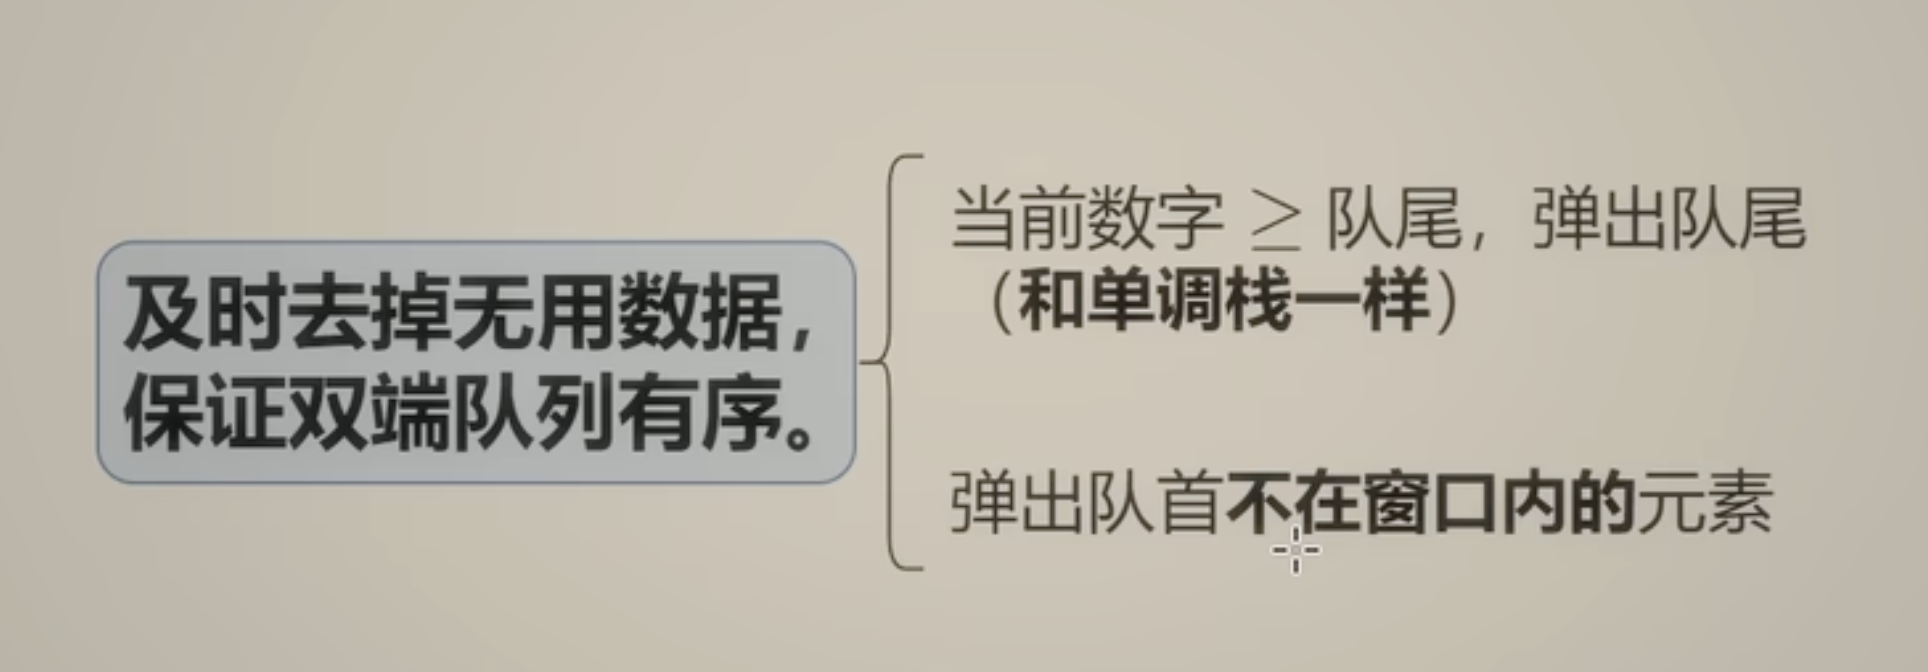 及时去掉无用数据，
保证双端队列有序。
当前数字 ≥ 队尾，弹出队尾
（和单调栈一样）
弹出队首不在窗口内的元素